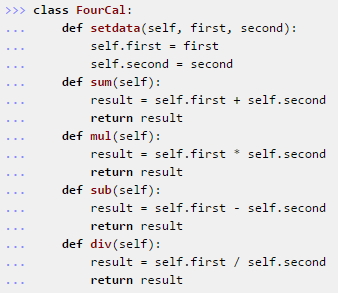 >>> class FourCal:
...     def setdata(self, first, second):
...         self.first = first
...         self.second = second
...     def sum(self):
...         result = self.first + self.second
...         return result
...     def mul(self):
...         result = self.first * self.second
...         return result
...     def sub(self):
...         result = self.first - self.second
...         return result
...     def div(self):
...         result = self.first / self.second
...         return result